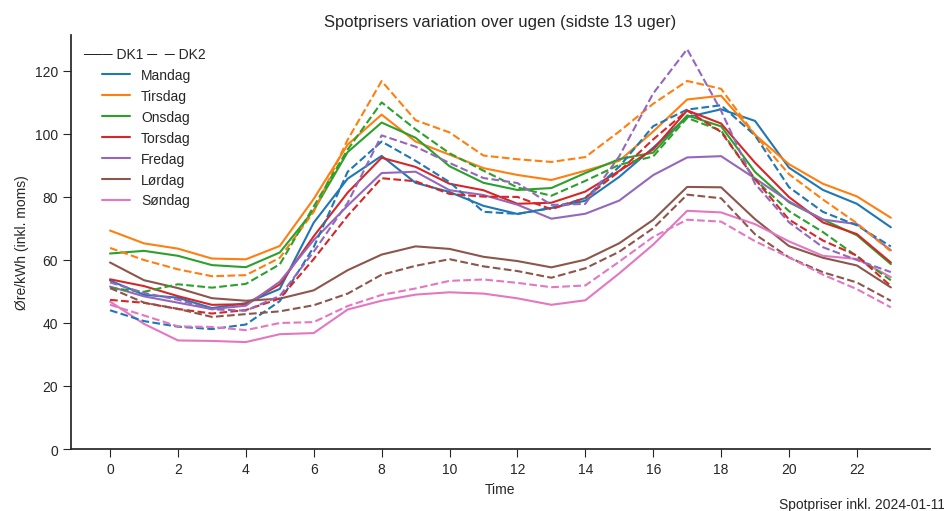 Spotprisers variation over ugen (sidste 13 uger)
DK1 DK2
Mandag
Tirsdag
Onsdag
Torsdag
Fredag
Lørdag
Søndag
Øre/kWh (inkl. moms)
120
100
80
60
40
20
0
0 2 4 6 8 10 12 14 16 18 20 22
Time
Spotpriser inkl. 2024-01-11